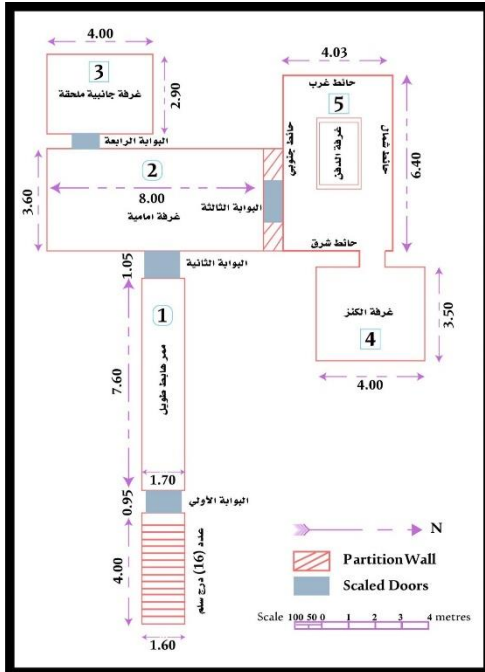 4.00
3
غرفة جانبية ملحقة
2.90
البوابة الرابعة
4.03
حائط غرب
5
غرفة الدفن
حائط جنوبي
حائط شمال
6.40
حائط شرق
2
8.00
غرفة امامية
3.60
البوابة الثالثة
البوابة الثانية
1.05
غرفة الكنز
4
3.50
4.00
1
ممر هابط طويل
7.60
1.70
البوابة الأولي
0.95
عدد (16) درج سلم
4.00
1.60
N
Partition Wall
Scaled Doors
Scale 100 50 0 1 2 3 4 metres